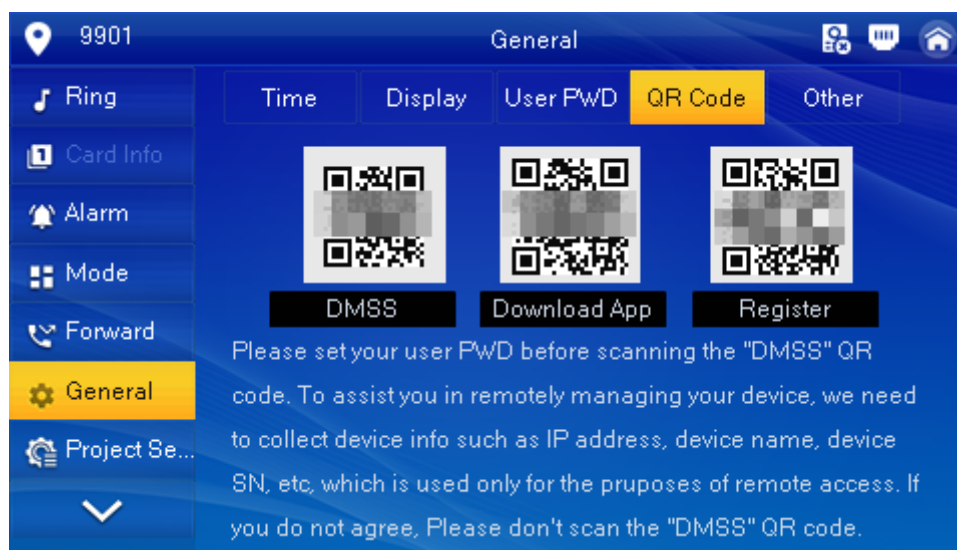 9901
General
Ring
Card Info
Alarm
Mode
Forward
General
Project Se...
Time
Display
User PWD
QR Code
Other
DMSS
Download App
Register
Please set your user PWD before scanning the "DMSS" QR
code. To assist you in remotely managing your device, we need
to collect device info such as IP address, device name, device
SN, etc, which is used only for the pruposes of remote access. If
you do not agree, Please don't scan the "DMSS" QR code.